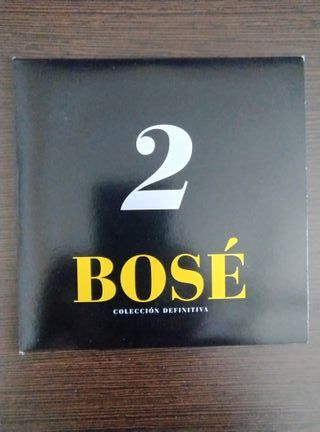 2
BOSÉ
COLECCIÓN DEFINITIVA